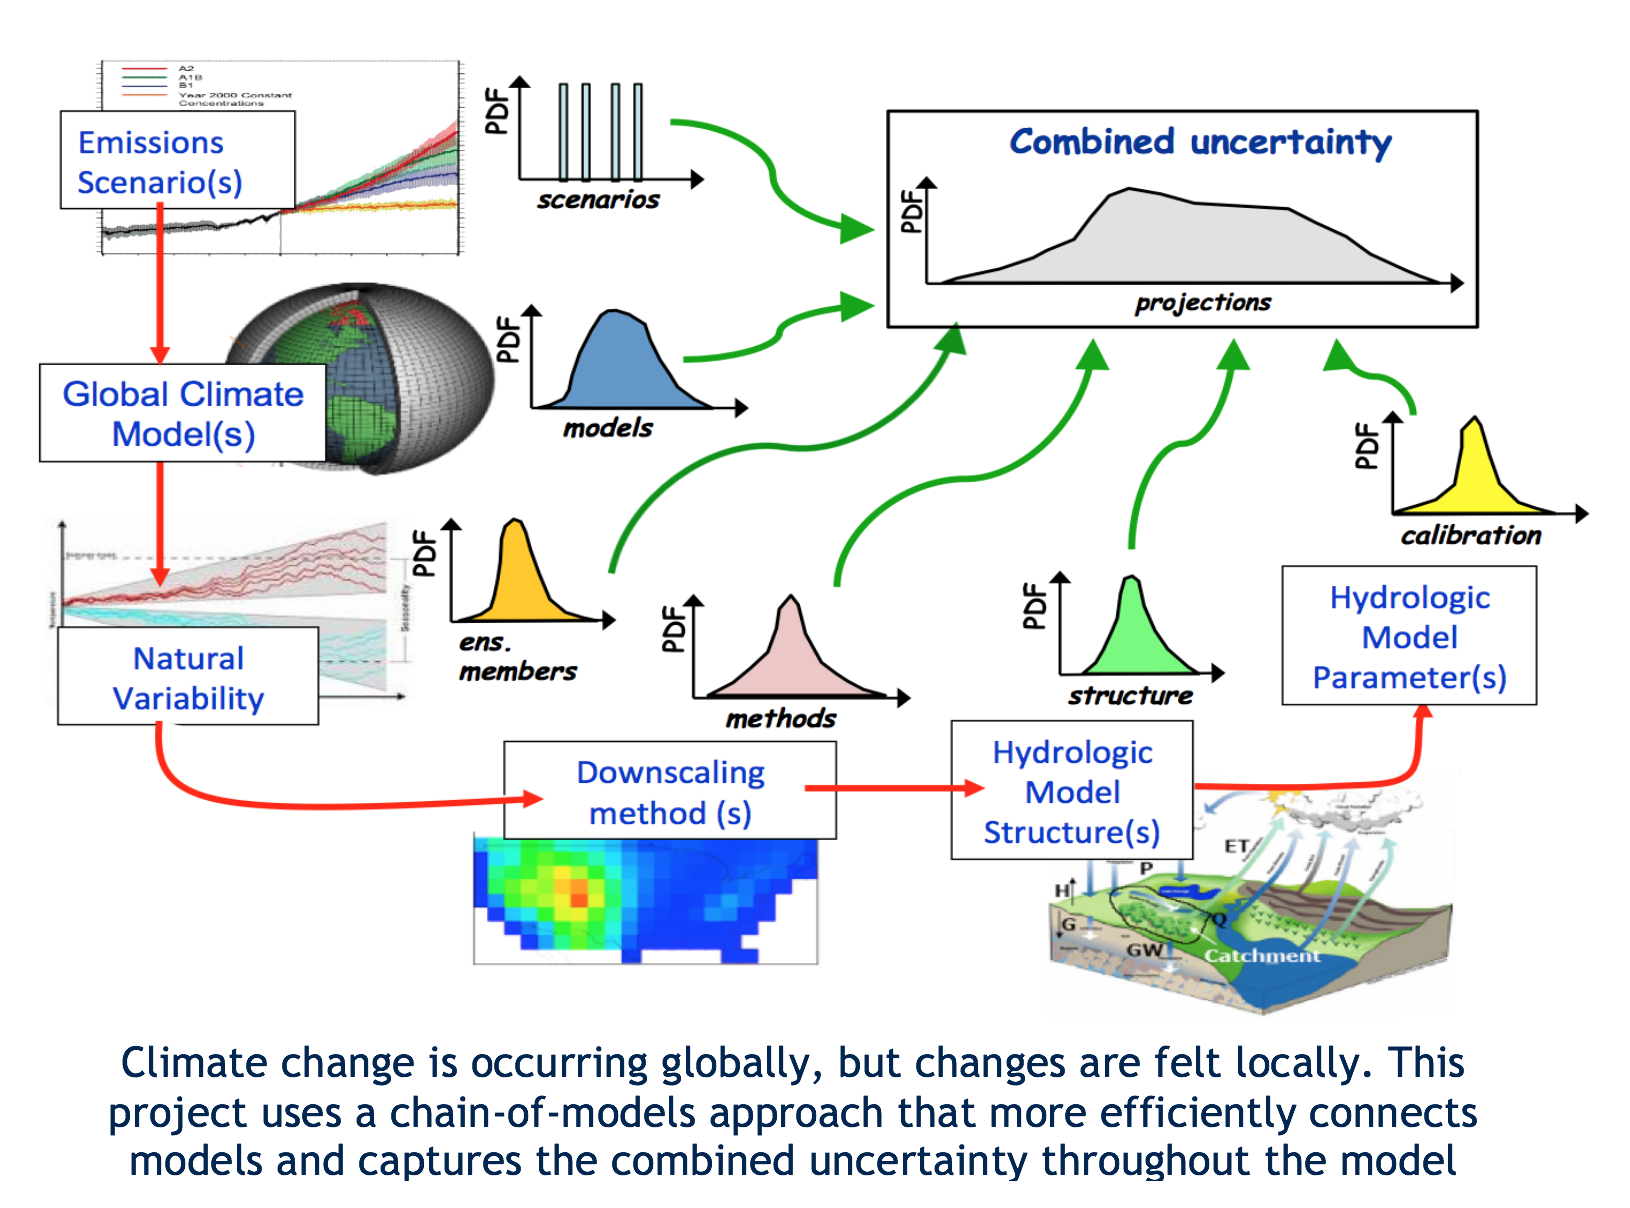 A2
A1B
B1
Year 2000 Constant
Concentrations
Emissions
Scenario(s)
PDF
scenarios
Combined uncertainty
PDF
projections
Global Climate
Model(s)
PDF
models
PDF
calibration
Natural
Variability
Seasonality
PDF
ens.
members
PDF
methods
PDF
structure
Hydrologic
Model
Parameter(s)
Downscaling
method (s)
Hydrologic
Model
Structure(s)
ET
P
H
G
Q
GW
Catchment
Climate change is occurring globally, but changes are felt locally. This
project uses a chain-of-models approach that more efficiently connects
models and captures the combined uncertainty throughout the model